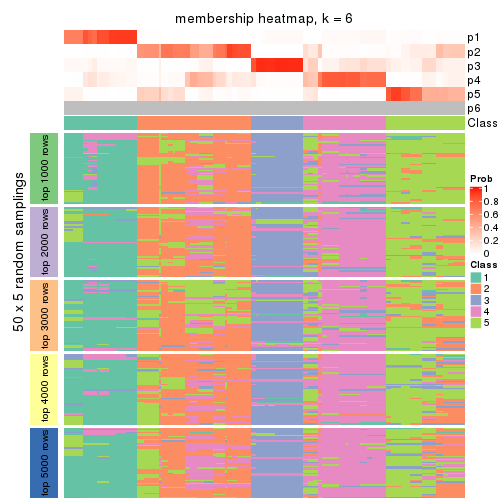 membership heatmap, k = 6
p1
p2
p3
p4
p5
p6
Class
50 x 5 random samplings
top 1000 rows
top 2000 rows
top 3000 rows
top 4000 rows
top 5000 rows
Prob
1
0.8
0.6
0.4
0.2
0
Class
1
2
3
4
5